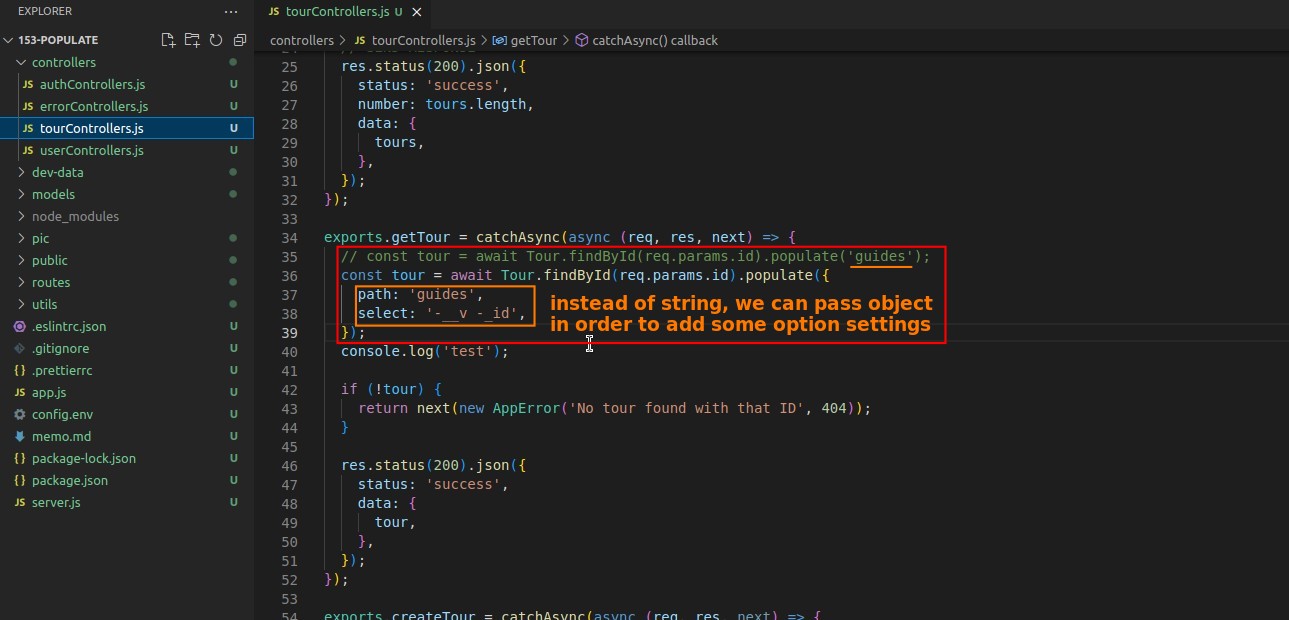 EXPLORER ...
JS tourControllers.js U ×
153-POPULATE
controllers > JS tourControllers.js > getTour > catchAsync() callback
controllers
JS authControllers.js U
JS errorControllers.js U
JS tourControllers.js U
JS userControllers.js U
dev-data
models
node_modules
pic
public
routes
utils
.eslintrc.json U
.gitignore U
{ } .prettierrc U
JS app.js U
config.env U
memo.md U
{ } package-lock.json U
{ } package.json U
JS server.js U
25 res.status(200).json({
26 status: 'success',
27 number: tours.length,
28 data: {
29 tours,
30 },
31 });
32 });
33
34 exports.getTour = catchAsync(async (req, res, next) => {
35 // const tour = await Tour.findById(req.params.id).populate('guides');
36 const tour = await Tour.findById(req.params.id).populate({
37 path: 'guides',
38 select: '-__v -_id',
39 });
instead of string, we can pass object
in order to add some option settings
40 console.log('test');
41
42 if (!tour) {
43 return next(new AppError('No tour found with that ID', 404));
44 }
45
46 res.status(200).json({
47 status: 'success',
48 data: {
49 tour,
50 },
51 });
52 });
53
54 exports.createTour = catchAsync(async (req, res, next) => {